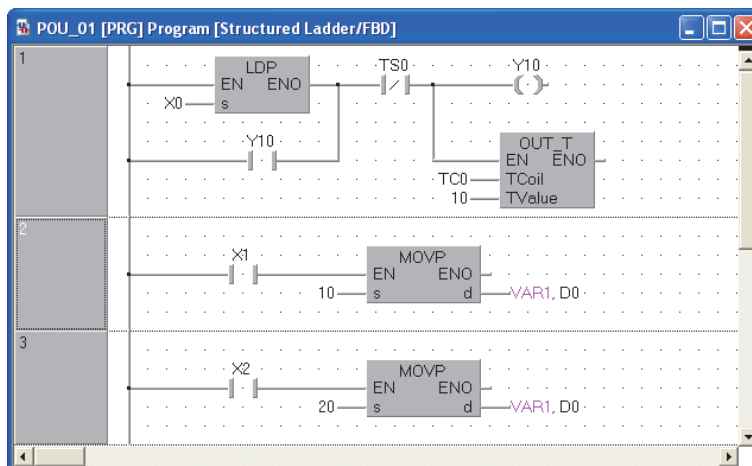 POU_01 [PRG] Program [Structured Ladder/FBD]
1
LDP
EN ENO
X0 s
TS0
Y10
Y10
OUT_T
EN ENO
TC0 TCoil
10 TValue
2
X1
MOVP
EN ENO
10 s d VAR1, D0
3
X2
MOVP
EN ENO
20 s d VAR1, D0